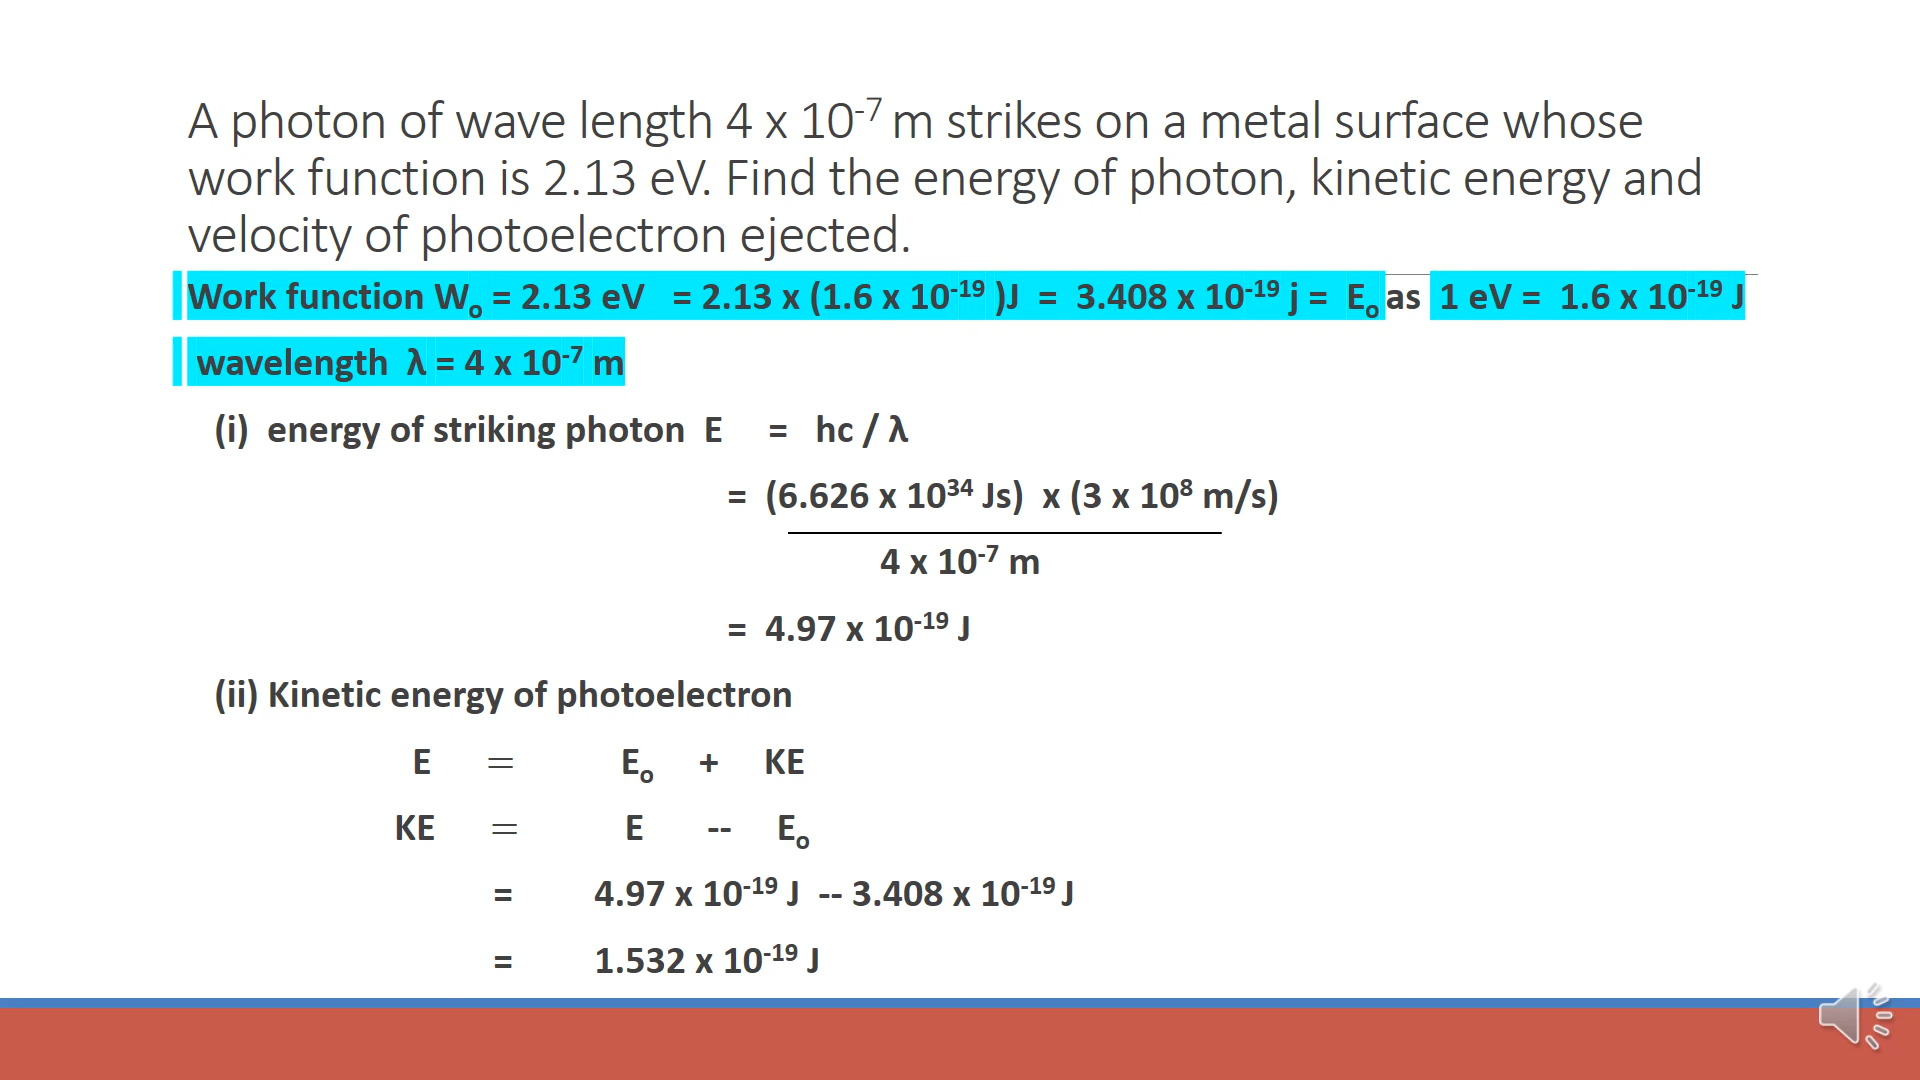 A photon of wave length 4 x 10⁻⁷ m strikes on a metal surface whose
work function is 2.13 eV. Find the energy of photon, kinetic energy and
velocity of photoelectron ejected.
Work function Wₒ = 2.13 eV = 2.13 x (1.6 x 10⁻¹⁹ )J = 3.408 x 10⁻¹⁹ j = Eₒ as 1 eV = 1.6 x 10⁻¹⁹ J
wavelength λ = 4 x 10⁻⁷ m
(i) energy of striking photon E = hc / λ
= (6.626 x 10³⁴ Js) x (3 x 10⁸ m/s)
4 x 10⁻⁷ m
= 4.97 x 10⁻¹⁹ J
(ii) Kinetic energy of photoelectron
E = Eₒ + KE
KE = E -- Eₒ
= 4.97 x 10⁻¹⁹ J -- 3.408 x 10⁻¹⁹ J
= 1.532 x 10⁻¹⁹ J